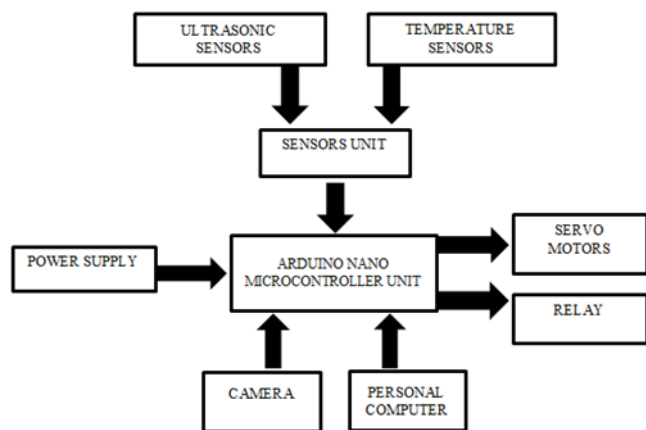 ULTRASONIC
SENSORS
TEMPERATURE
SENSORS
SENSORS UNIT
POWER SUPPLY
ARDUINO NANO
MICROCONTROLLER UNIT
SERVO
MOTORS
RELAY
CAMERA
PERSONAL
COMPUTER